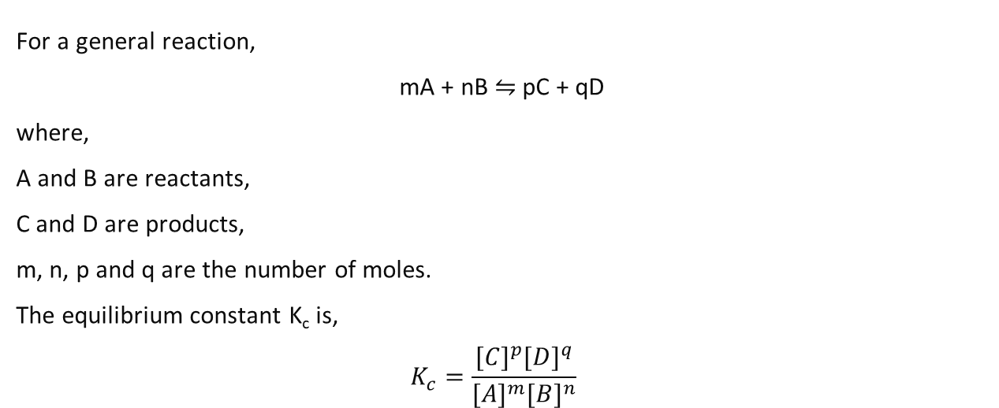 For a general reaction,
mA + nB ⇋ pC + qD
where,
A and B are reactants,
C and D are products,
m, n, p and q are the number of moles.
The equilibrium constant K_c is,
K_c = \frac{[C]^p[D]^q}{[A]^m[B]^n}